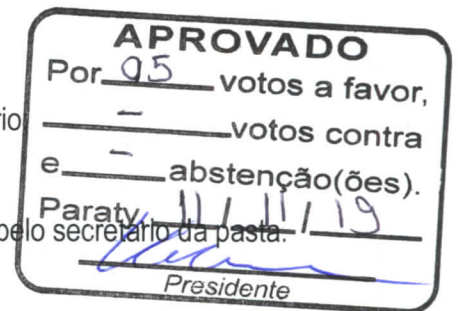 APROVADO
Por 05 votos a favor,
rio
- votos contra
e - abstenção(ões).
Paraty, 11 / 11 / 19
pelo secretário da pasta.
Presidente